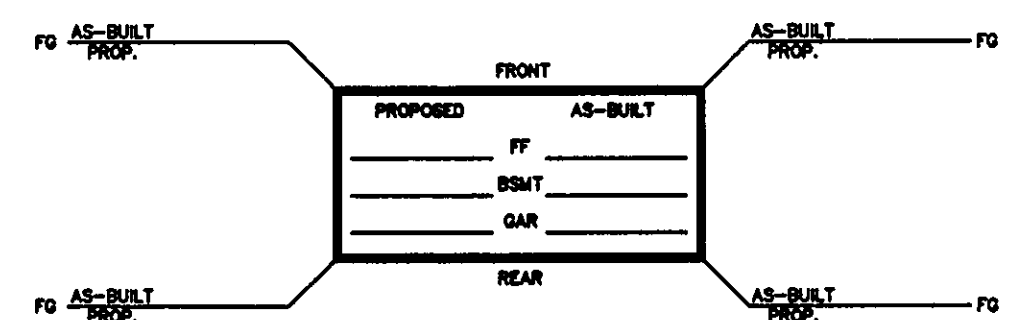 FG AS-BUILT AS-BUILT FG
PROP. PROP.
FRONT
PROPOSED AS-BUILT
FF
BSMT
GAR
REAR
FG AS-BUILT AS-BUILT FG
PROP. PROP.